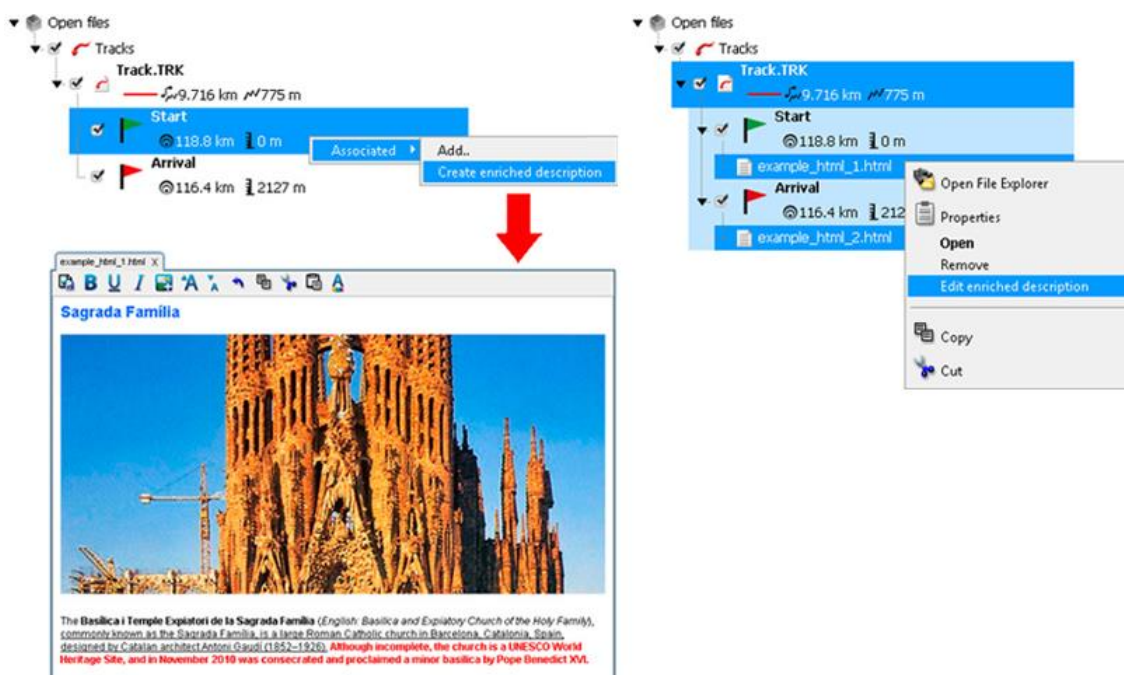 Open files
Tracks
Track.TRK
9.716 km 775 m
Start
118.8 km 0 m
Associated
Add..
Create enriched description
Arrival
116.4 km 2127 m
example_html_1.html X
B U I A A A
Sagrada Família
The Basílica i Temple Expiatori de la Sagrada Família (English: Basilica and Expiatory Church of the Holy Family),
commonly known as the Sagrada Família, is a large Roman Catholic church in Barcelona, Catalonia, Spain,
designed by Catalan architect Antoni Gaudí (1852–1926). Although incomplete, the church is a UNESCO World
Heritage Site, and in November 2010 was consecrated and proclaimed a minor basilica by Pope Benedict XVI.
Open files
Tracks
Track.TRK
9.716 km 775 m
Start
118.8 km 0 m
example_html_1.html
Arrival
116.4 km 212
example_html_2.html
Open File Explorer
Properties
Open
Remove
Edit enriched description
Copy
Cut